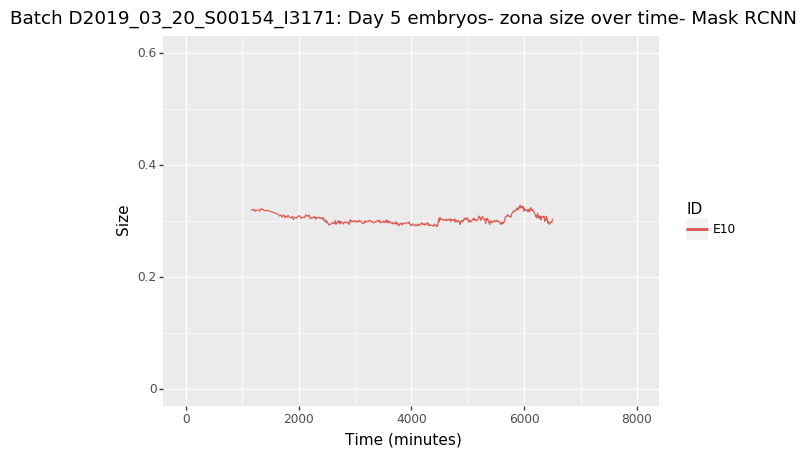 Batch D2019_03_20_S00154_I3171: Day 5 embryos- zona size over time- Mask RCNN
0.6
0.4
0.2
0
Size
0 2000 4000 6000 8000
Time (minutes)
ID
E10